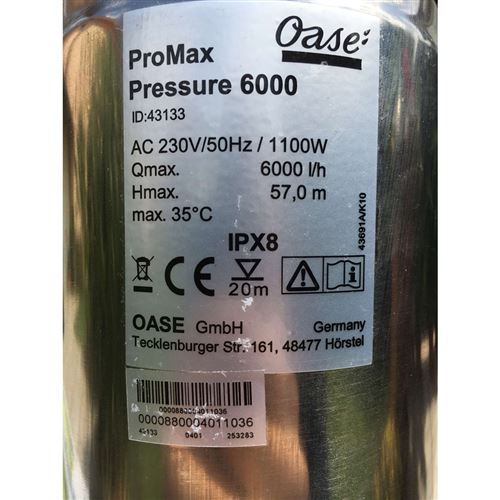 Oase
ProMax
Pressure 6000
ID:43133
AC 230V/50Hz / 1100W
Qmax. 6000 l/h
Hmax. 57,0 m
max. 35°C
43691A/K10
IPX8
CE
20m
i
OASE GmbH Germany
Tecklenburger Str. 161, 48477 Hörstel
0000880004011036
0000880004011036
43133 0401 253283